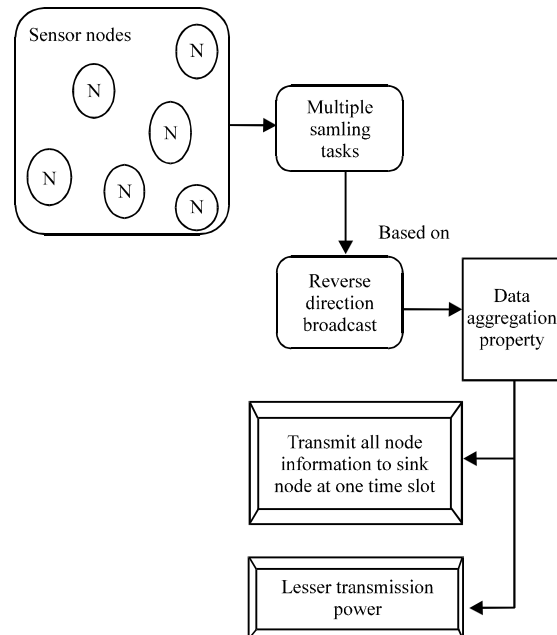 Sensor nodes
N
N
N
N
N
N
Multiple
samling
tasks
Based on
Reverse
direction
broadcast
Data
aggregation
property
Transmit all node
information to sink
node at one time slot
Lesser transmission
power